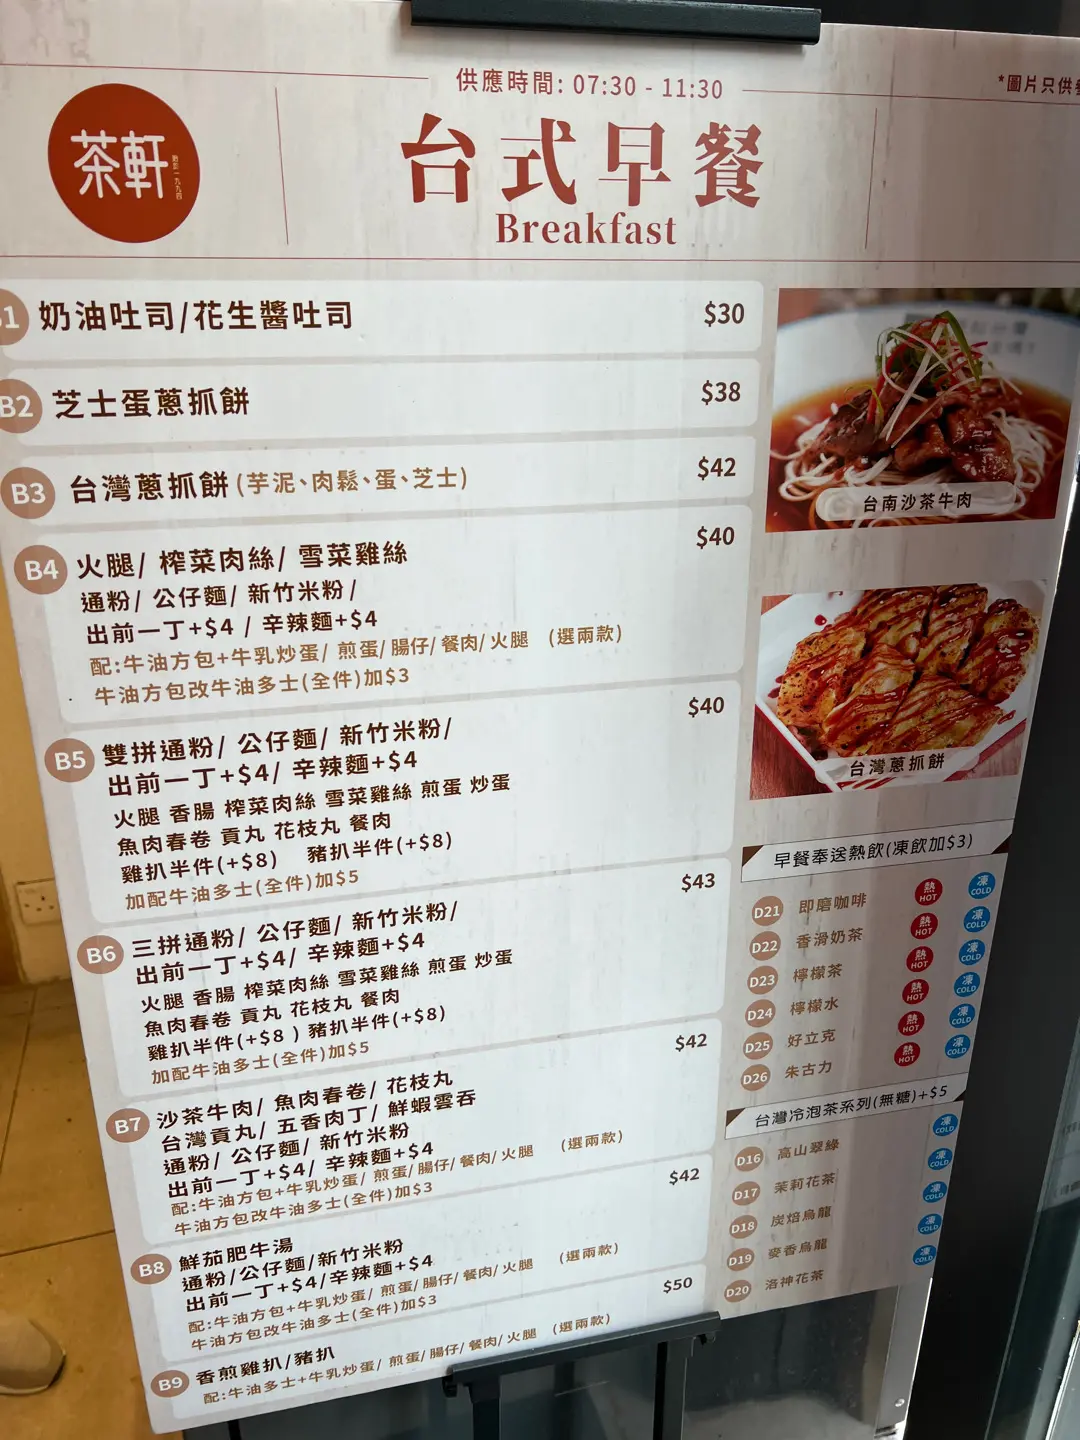 供應時間: 07:30 - 11:30
*圖片只供
茶軒
台式早餐
Breakfast
奶油吐司/花生醬吐司 $30
B2 芝士蛋蔥抓餅 $38
B3 台灣蔥抓餅(芋泥、肉鬆、蛋、芝士) $42
B4 火腿/ 榨菜肉絲/ 雪菜雞絲 $40
通粉/ 公仔麵/ 新竹米粉/
出前一丁+$4 / 辛辣麵+$4
配:牛油方包+牛乳炒蛋/ 煎蛋/腸仔/餐肉/火腿 (選兩款)
牛油方包改牛油多士(全件)加$3
B5 雙拼通粉/ 公仔麵/ 新竹米粉/ $40
出前一丁+$4/ 辛辣麵+$4
火腿 香腸 榨菜肉絲 雪菜雞絲 煎蛋 炒蛋
魚肉春卷 貢丸 花枝丸 餐肉
雞扒半件(+$8) 豬扒半件(+$8)
加配牛油多士(全件)加$5
B6 三拼通粉/ 公仔麵/ 新竹米粉/ $43
出前一丁+$4/ 辛辣麵+$4
火腿 香腸 榨菜肉絲 雪菜雞絲 煎蛋 炒蛋
魚肉春卷 貢丸 花枝丸 餐肉
雞扒半件(+$8 ) 豬扒半件(+$8)
加配牛油多士(全件)加$5
B7 沙茶牛肉/ 魚肉春卷/ 花枝丸 $42
台灣貢丸/ 五香肉丁/ 鮮蝦雲吞
通粉/ 公仔麵/ 新竹米粉
出前一丁+$4/ 辛辣麵+$4
配:牛油方包+牛乳炒蛋/ 煎蛋/腸仔/餐肉/火腿 (選兩款)
牛油方包改牛油多士(全件)加$3
B8 鮮茄肥牛湯 $42
通粉/公仔麵/新竹米粉
出前一丁+$4/辛辣麵+$4
配:牛油方包+牛乳炒蛋/ 煎蛋/腸仔/餐肉/火腿 (選兩款)
牛油方包改牛油多士(全件)加$3
B9 香煎雞扒/豬扒 $50
配:牛油多士+牛乳炒蛋/ 煎蛋/腸仔/餐肉/火腿 (選兩款)
台南沙茶牛肉
台灣蔥抓餅
早餐奉送熱飲(凍飲加$3)
D21 即磨咖啡 熱 HOT 凍 COLD
D22 香滑奶茶 熱 HOT 凍 COLD
D23 檸檬茶 熱 HOT 凍 COLD
D24 檸檬水 熱 HOT 凍 COLD
D25 好立克 熱 HOT 凍 COLD
D26 朱古力 熱 HOT 凍 COLD
台灣冷泡茶系列(無糖)+$5
D16 高山翠綠 凍 COLD
D17 茉莉花茶 凍 COLD
D18 炭焙烏龍 凍 COLD
D19 麥香烏龍 凍 COLD
D20 洛神花茶 凍 COLD